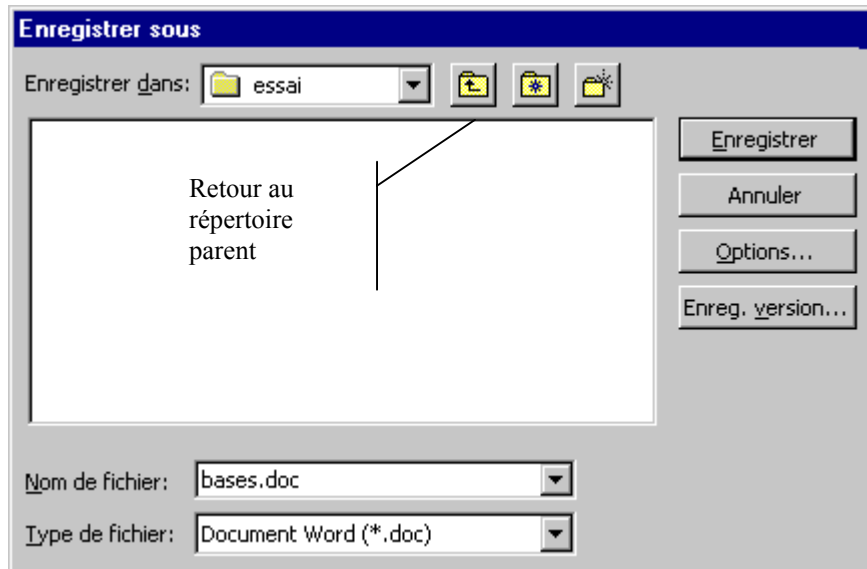 Enregistrer sous
Enregistrer dans: essai
Retour au
répertoire
parent
Enregistrer
Annuler
Options...
Enreg. version...
Nom de fichier: bases.doc
Type de fichier: Document Word (*.doc)